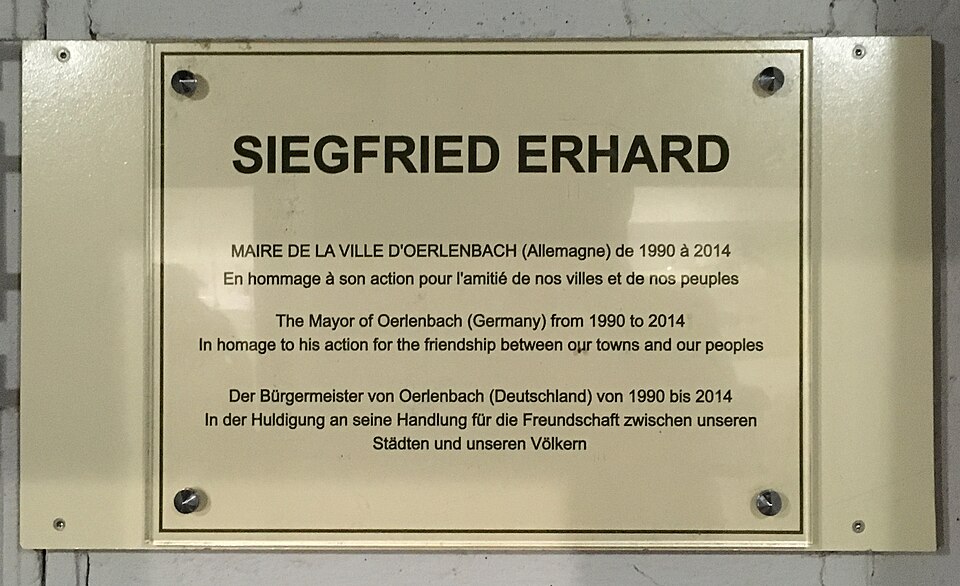 SIEGFRIED ERHARD
MAIRE DE LA VILLE D'OERLENBACH (Allemagne) de 1990 à 2014
En hommage à son action pour l'amitié de nos villes et de nos peuples
The Mayor of Oerlenbach (Germany) from 1990 to 2014
In homage to his action for the friendship between our towns and our peoples
Der Bürgermeister von Oerlenbach (Deutschland) von 1990 bis 2014
In der Huldigung an seine Handlung für die Freundschaft zwischen unseren
Städten und unseren Völkern